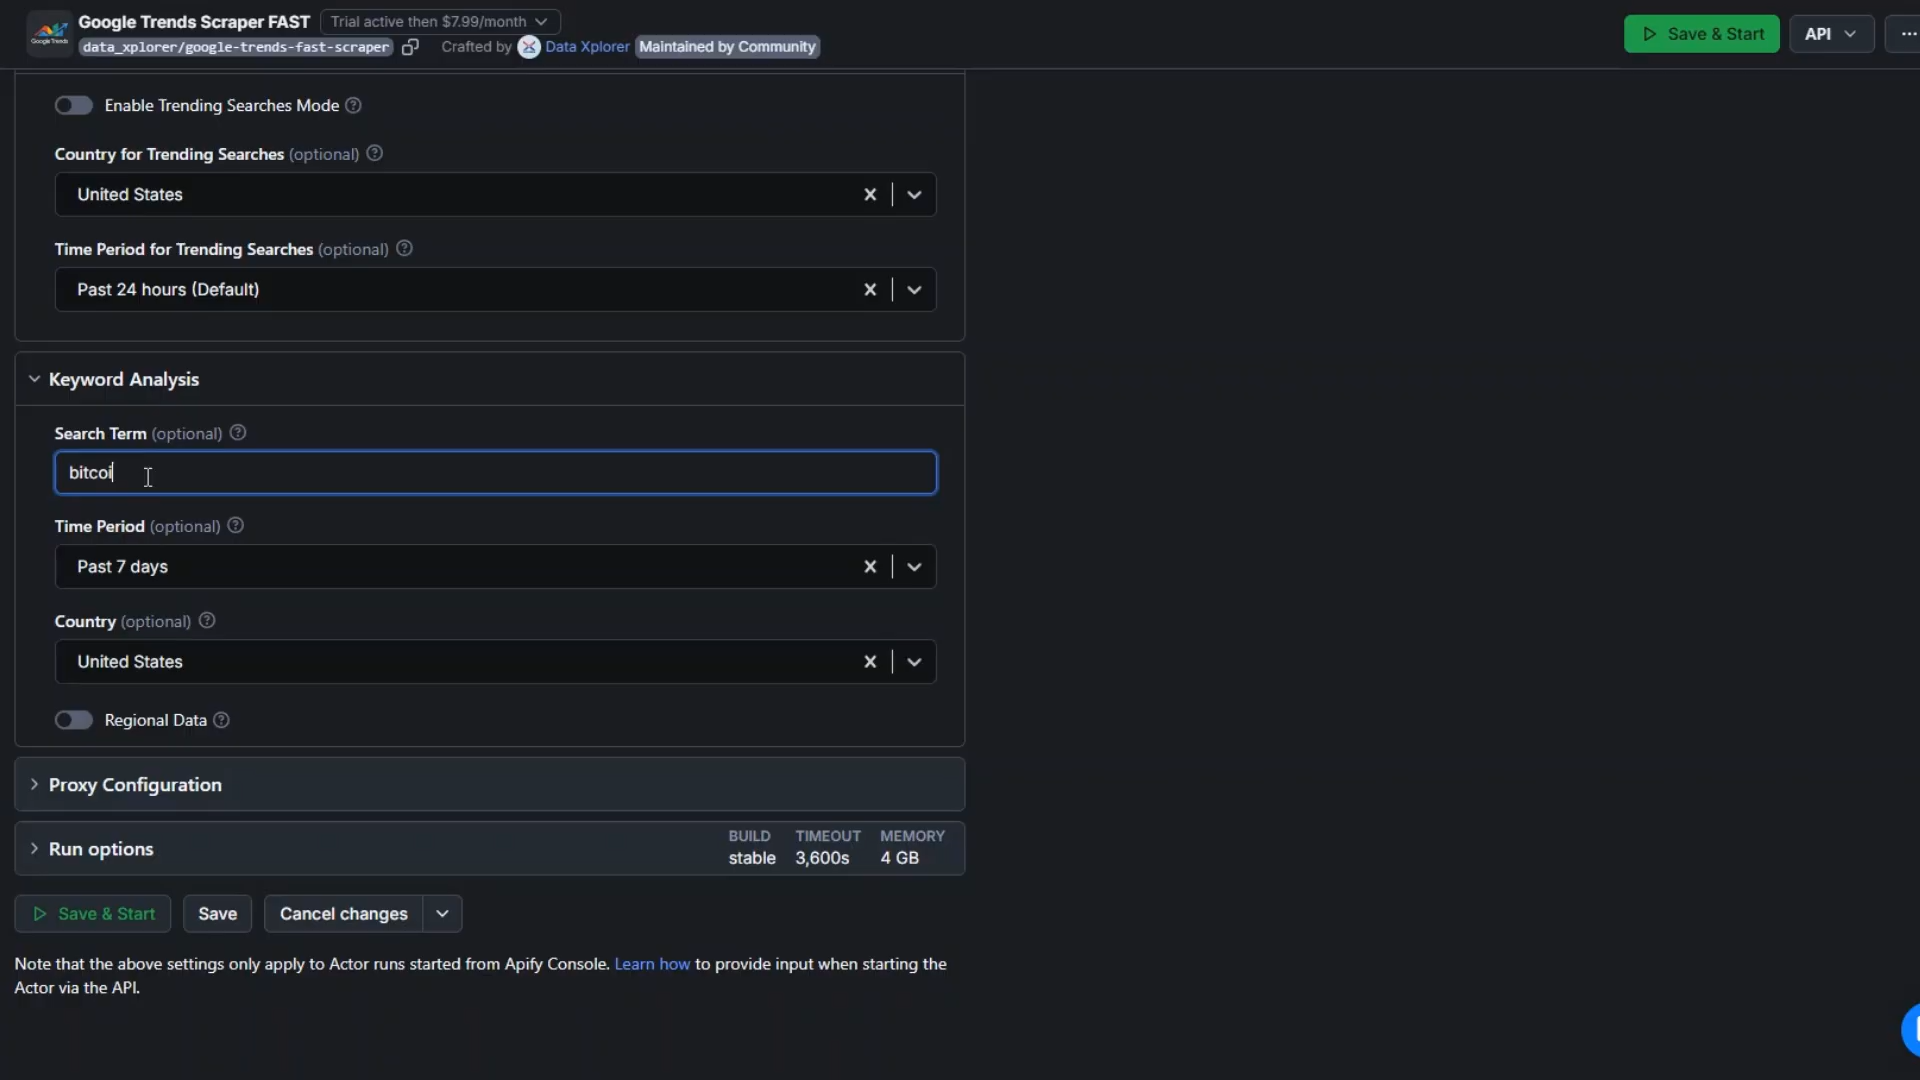 Google Trends Scraper FAST Trial active then $7.99/month
data_xplorer/google-trends-fast-scraper Crafted by Data Xplorer Maintained by Community
Save & Start API
Google Trends
Enable Trending Searches Mode
Country for Trending Searches (optional)
United States
Time Period for Trending Searches (optional)
Past 24 hours (Default)
Keyword Analysis
Search Term (optional)
bitcoi
Time Period (optional)
Past 7 days
Country (optional)
United States
Regional Data
Proxy Configuration
Run options
BUILD TIMEOUT MEMORY
stable 3,600s 4 GB
Save & Start Save Cancel changes
Note that the above settings only apply to Actor runs started from Apify Console. Learn how to provide input when starting the
Actor via the API.